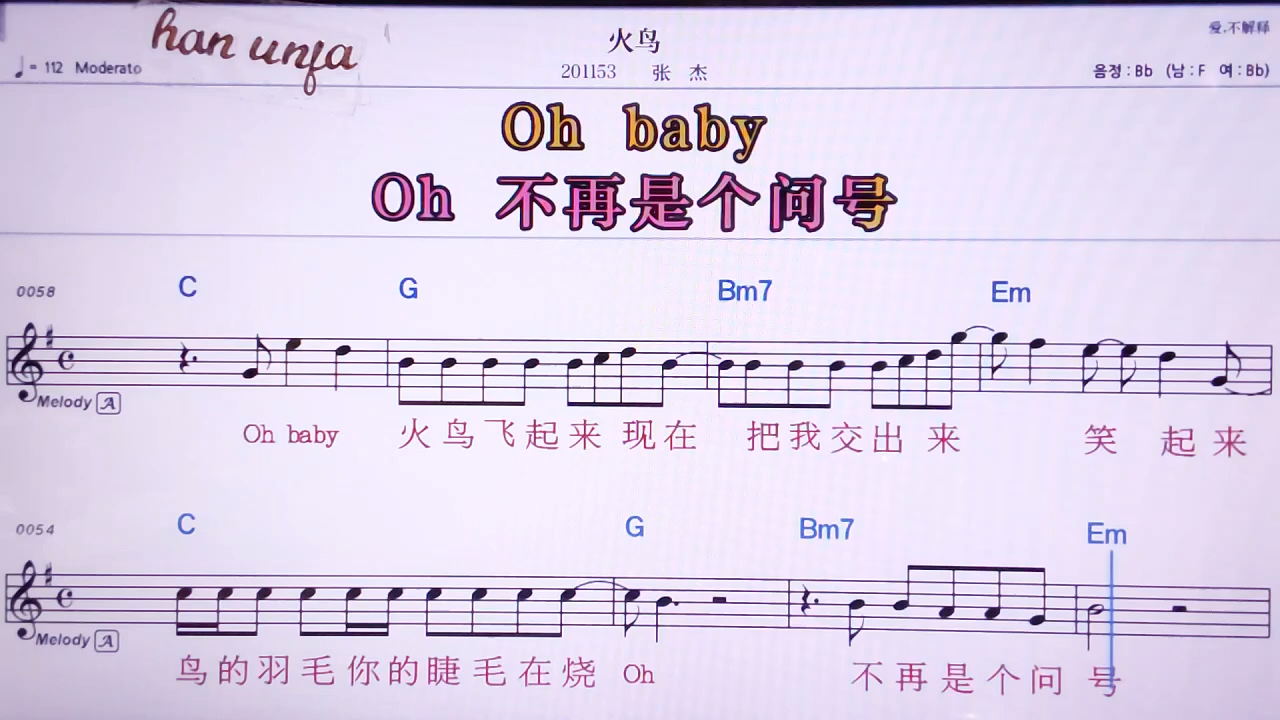 han unfa
火鸟
爱,不解释
♩= 112 Moderato
201153 张 杰
음정 : Bb (남 : F 여 : Bb)
Oh baby
Oh 不再是个问号
0058
C G Bm7 Em
Melody A
Oh baby 火鸟飞起来 现在 把我交出 来 笑 起来
0054
C G Bm7 Em
Melody A
鸟的羽毛你的睫毛在烧 Oh 不再是个问号